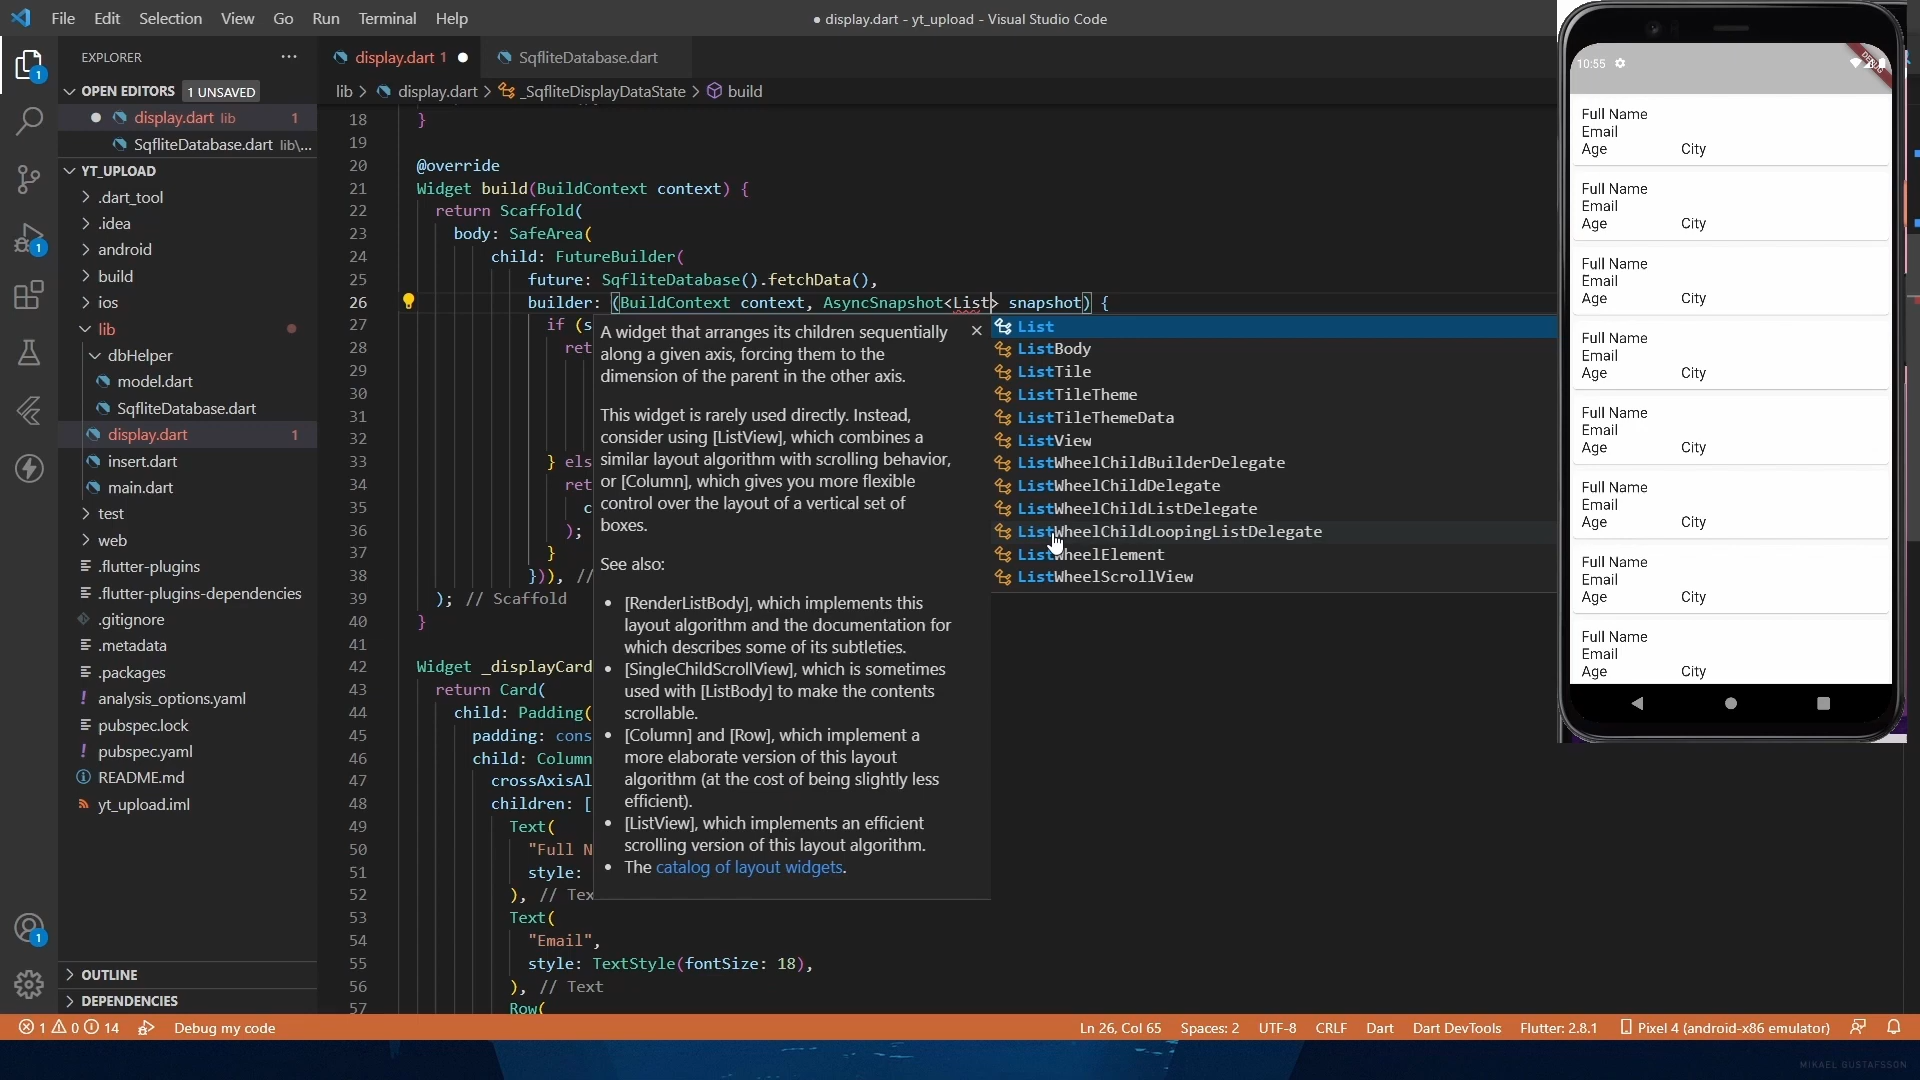 File Edit Selection View Go Run Terminal Help
● display.dart - yt_upload - Visual Studio Code
EXPLORER
OPEN EDITORS 1 UNSAVED
display.dart lib 1
SqfliteDatabase.dart lib\...
YT_UPLOAD
.dart_tool
.idea
android
build
ios
lib
dbHelper
model.dart
SqfliteDatabase.dart
display.dart 1
insert.dart
main.dart
test
web
.flutter-plugins
.flutter-plugins-dependencies
.gitignore
.metadata
.packages
analysis_options.yaml
pubspec.lock
pubspec.yaml
README.md
yt_upload.iml
OUTLINE
DEPENDENCIES
1
1
1
display.dart 1 ●
SqfliteDatabase.dart
lib > display.dart > _SqfliteDisplayDataState > build
18 }
19
20 @override
21 Widget build(BuildContext context) {
22 return Scaffold(
23 body: SafeArea(
24 child: FutureBuilder(
25 future: SqfliteDatabase().fetchData(),
26 builder: (BuildContext context, AsyncSnapshot<List> snapshot) {
27 if (s
28 ret
29
30
31
32
33 } els
34 ret
35 c
36 );
37 }
38 })), //
39 ); // Scaffold
40 }
41
42 Widget _displayCard
43 return Card(
44 child: Padding(
45 padding: cons
46 child: Column
47 crossAxisAl
48 children: [
49 Text(
50 "Full N
51 style:
52 ), // Tex
53 Text(
54 "Email",
55 style: TextStyle(fontSize: 18),
56 ), // Text
57 Row(
A widget that arranges its children sequentially
along a given axis, forcing them to the
dimension of the parent in the other axis.
This widget is rarely used directly. Instead,
consider using [ListView], which combines a
similar layout algorithm with scrolling behavior,
or [Column], which gives you more flexible
control over the layout of a vertical set of
boxes.
See also:
• [RenderListBody], which implements this
layout algorithm and the documentation for
which describes some of its subtleties.
• [SingleChildScrollView], which is sometimes
used with [ListBody] to make the contents
scrollable.
• [Column] and [Row], which implement a
more elaborate version of this layout
algorithm (at the cost of being slightly less
efficient).
• [ListView], which implements an efficient
scrolling version of this layout algorithm.
• The catalog of layout widgets.
List
ListBody
ListTile
ListTileTheme
ListTileThemeData
ListView
ListWheelChildBuilderDelegate
ListWheelChildDelegate
ListWheelChildListDelegate
ListWheelChildLoopingListDelegate
ListWheelElement
ListWheelScrollView
10:55
DEBUG
Full Name
Email
Age City
Full Name
Email
Age City
Full Name
Email
Age City
Full Name
Email
Age City
Full Name
Email
Age City
Full Name
Email
Age City
Full Name
Email
Age City
Full Name
Email
Age City
1 0 14 Debug my code
Ln 26, Col 65 Spaces: 2 UTF-8 CRLF Dart Dart DevTools Flutter: 2.8.1 Pixel 4 (android-x86 emulator)
MIKAEL GUSTAFSSON